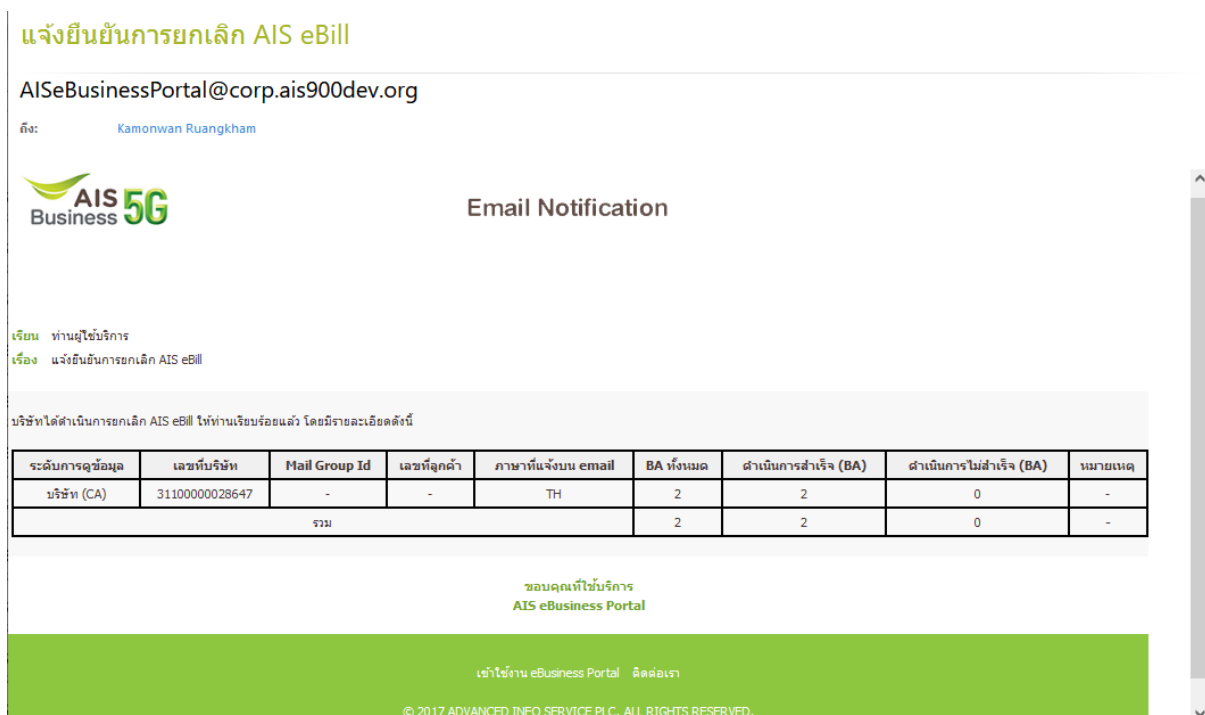 แจ้งยืนยันการยกเลิก AIS eBill
AISeBusinessPortal@corp.ais900dev.org
ถึง: Kamonwan Ruangkham
AIS 5G
Business
Email Notification
เรียน ท่านผู้ใช้บริการ
เรื่อง แจ้งยืนยันการยกเลิก AIS eBill
บริษัทได้ดำเนินการยกเลิก AIS eBill ให้ท่านเรียบร้อยแล้ว โดยมีรายละเอียดดังนี้
ระดับการดูข้อมูล เลขที่บริษัท Mail Group Id เลขที่ลูกค้า ภาษาที่แจ้งบน email BA ทั้งหมด ดำเนินการสำเร็จ (BA) ดำเนินการไม่สำเร็จ (BA) หมายเหตุ
บริษัท (CA) 31100000028647 - - TH 2 2 0 -
รวม 2 2 0 -
ขอบคุณที่ใช้บริการ
AIS eBusiness Portal
เข้าใช้งาน eBusiness Portal ติดต่อเรา
© 2017 ADVANCED INFO SERVICE PLC. ALL RIGHTS RESERVED.